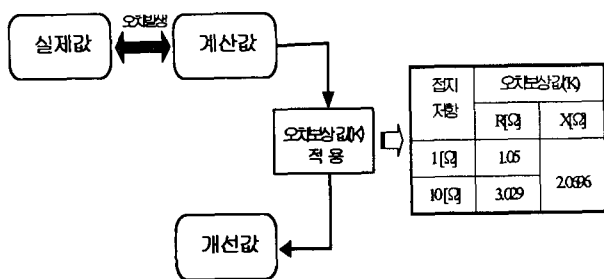 오차발생
실제값
계산값
오차보상값(K)
적용
개선값
접지
저항
오차보상값(K)
R[Ω]
X[Ω]
1[Ω]
1.05
2.0696
10[Ω]
3.029